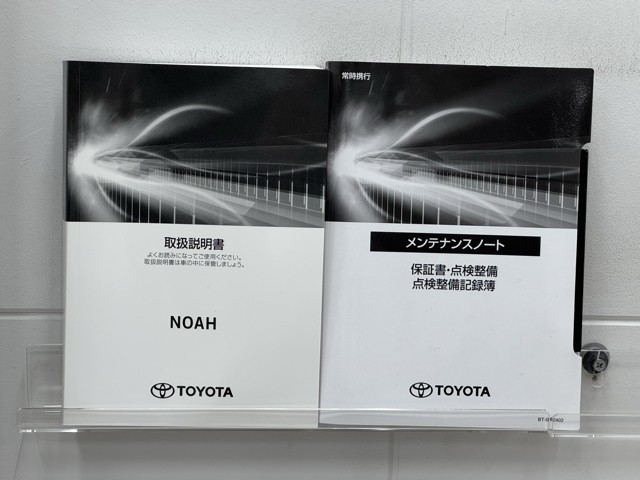 取扱説明書
よくお読みになってご使用ください。
取扱説明書は車の中に保管しましょう。
NOAH
TOYOTA
常時携行
メンテナンスノート
保証書・点検整備
点検整備記録簿
TOYOTA